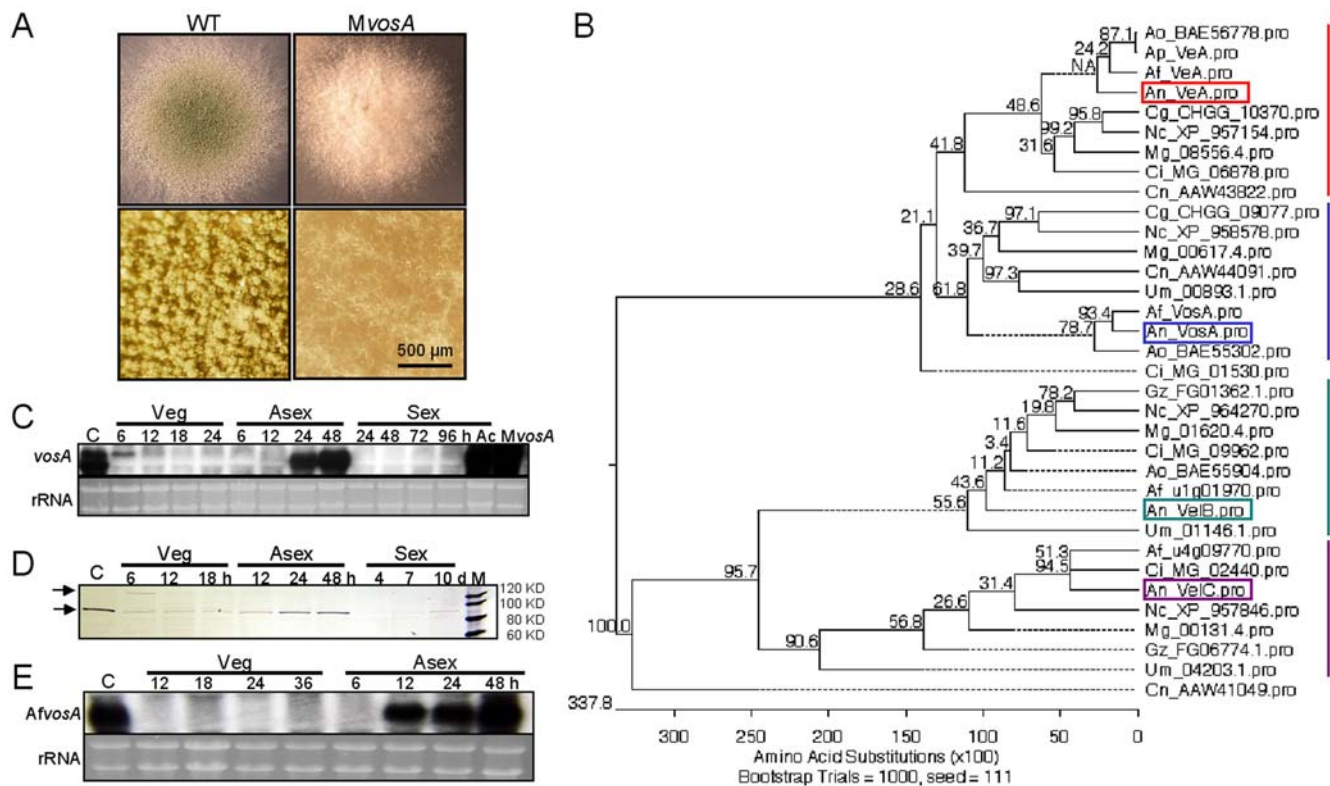 A
WT MvosA
500 µm
B
87.1
24.2
NA
48.6
95.8
99.2
31.6
41.8
21.1
97.1
36.7
39.7
97.3
61.8
28.6
93.4
78.7
78.2
19.8
11.6
3.4
11.2
43.6
55.6
95.7
51.3
94.5
31.4
26.6
56.8
90.6
100.0
Ao_BAE56778.pro
Ap_VeA.pro
Af_VeA.pro
An_VeA.pro
Cg_CHGG_10370.pro
Nc_XP_957154.pro
Mg_08556.4.pro
Ci_MG_06878.pro
Cn_AAW43822.pro
Cg_CHGG_09077.pro
Nc_XP_958578.pro
Mg_00617.4.pro
Cn_AAW44091.pro
Um_00893.1.pro
Af_VosA.pro
An_VosA.pro
Ao_BAE55302.pro
Ci_MG_01530.pro
Gz_FG01362.1.pro
Nc_XP_964270.pro
Mg_01620.4.pro
Ci_MG_09962.pro
Ao_BAE55904.pro
Af_u1g01970.pro
An_VelB.pro
Um_01146.1.pro
Af_u4g09770.pro
Ci_MG_02440.pro
An_VelC.pro
Nc_XP_957846.pro
Mg_00131.4.pro
Gz_FG06774.1.pro
Um_04203.1.pro
Cn_AAW41049.pro
337.8
300 250 200 150 100 50 0
Amino Acid Substitutions (x100)
Bootstrap Trials = 1000, seed = 111
C
Veg Asex Sex
C 6 12 18 24 6 12 24 48 24 48 72 96 h Ac MvosA
vosA
rRNA
D
Veg Asex Sex
C 6 12 18 h 12 24 48 h 4 7 10 d M
120 KD
100 KD
80 KD
60 KD
E
Veg Asex
C 12 18 24 36 6 12 24 48 h
AfvosA
rRNA